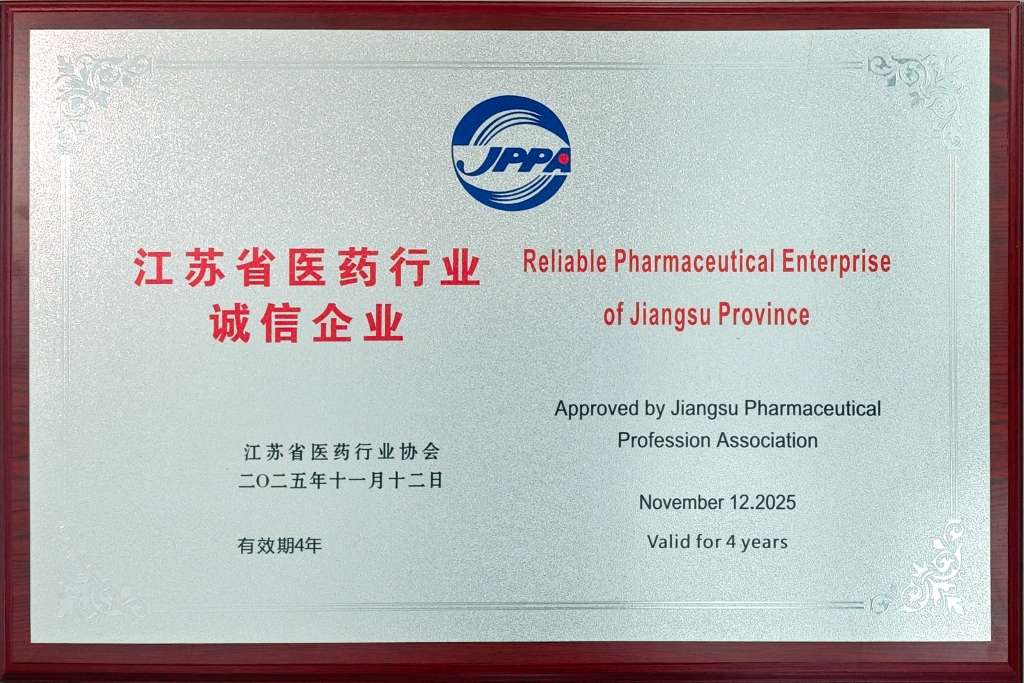 JPPA
江苏省医药行业
诚信企业
Reliable Pharmaceutical Enterprise
of Jiangsu Province
江苏省医药行业协会
二〇二五年十一月十二日
有效期4年
Approved by Jiangsu Pharmaceutical
Profession Association
November 12.2025
Valid for 4 years